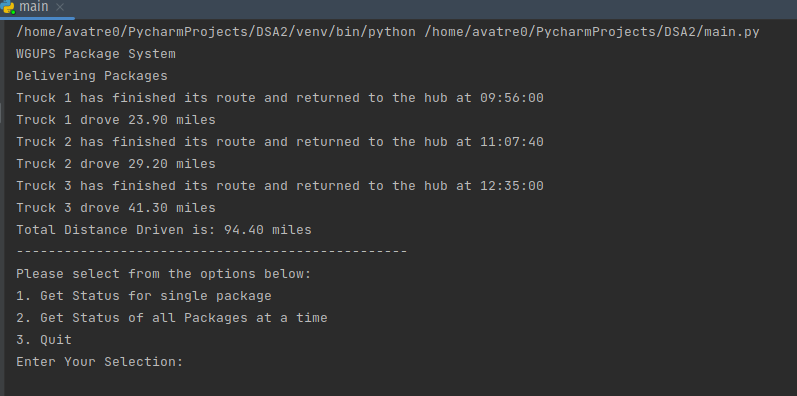 main
/home/avatre0/PycharmProjects/DSA2/venv/bin/python /home/avatre0/PycharmProjects/DSA2/main.py
WGUPS Package System
Delivering Packages
Truck 1 has finished its route and returned to the hub at 09:56:00
Truck 1 drove 23.90 miles
Truck 2 has finished its route and returned to the hub at 11:07:40
Truck 2 drove 29.20 miles
Truck 3 has finished its route and returned to the hub at 12:35:00
Truck 3 drove 41.30 miles
Total Distance Driven is: 94.40 miles
-------------------------------------------------
Please select from the options below:
1. Get Status for single package
2. Get Status of all Packages at a time
3. Quit
Enter Your Selection: